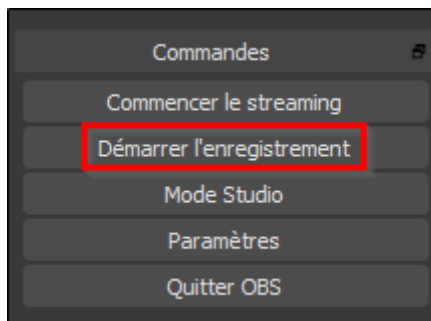 Commandes
Commencer le streaming
Démarrer l'enregistrement
Mode Studio
Paramètres
Quitter OBS